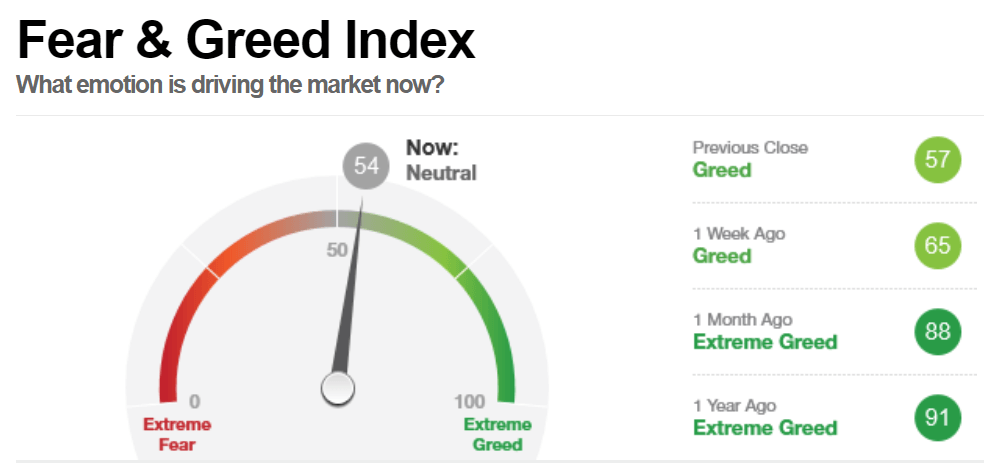 Fear & Greed Index
What emotion is driving the market now?
54
Now:
Neutral
50
0
100
Extreme
Fear
Extreme
Greed
Previous Close
Greed
57
1 Week Ago
Greed
65
1 Month Ago
Extreme Greed
88
1 Year Ago
Extreme Greed
91